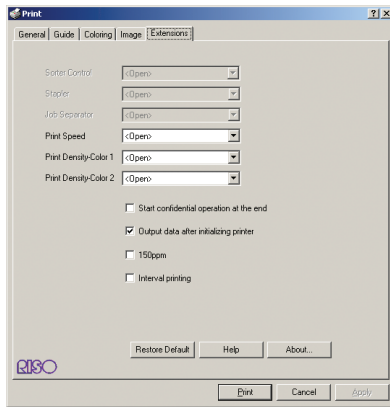 Print
General Guide Coloring Image Extensions
Sorter Control <Open>
Stapler <Open>
Job Separator <Open>
Print Speed <Open>
Print Density-Color 1 <Open>
Print Density-Color 2 <Open>
Start confidential operation at the end
Output data after initializing printer
150ppm
Interval printing
Restore Default Help About...
RISO
Print Cancel Apply